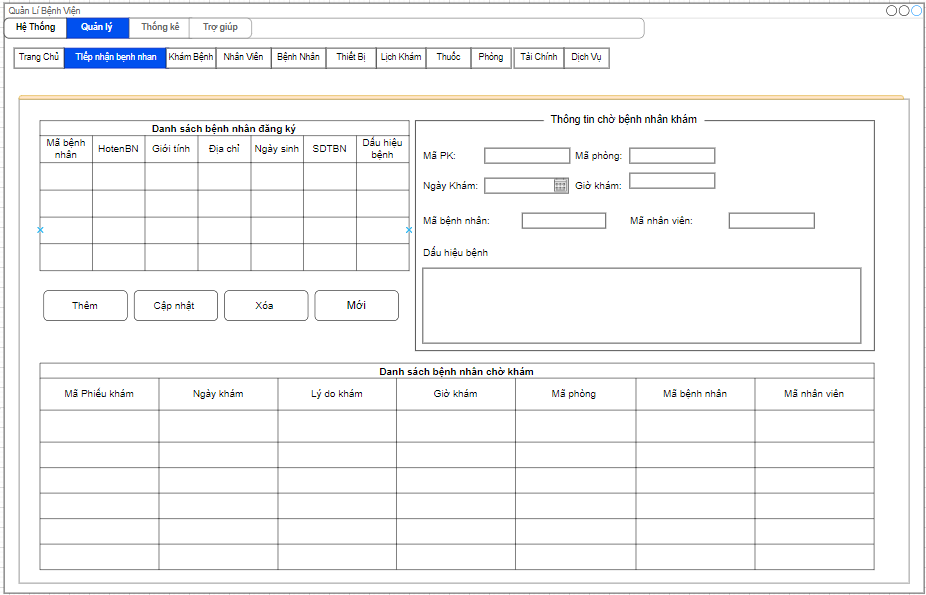 Quản Lí Bệnh Viện
Hệ Thống Quản lý Thống kê Trợ giúp
Trang Chủ Tiếp nhận bẹnh nhan Khám Bệnh Nhân Viên Bệnh Nhân Thiết Bị Lịch Khám Thuốc Phòng Tài Chính Dịch Vụ
Danh sách bệnh nhân đăng ký
Mã bệnh nhân HotenBN Giới tính Địa chỉ Ngày sinh SDTBN Dấu hiệu bệnh
Thông tin chờ bệnh nhân khám
Mã PK: Mã phòng:
Ngày Khám: Giờ khám:
Mã bệnh nhân: Mã nhân viên:
Dấu hiệu bệnh
Thêm Cập nhật Xóa Mới
Danh sách bệnh nhân chờ khám
Mã Phiếu khám Ngày khám Lý do khám Giờ khám Mã phòng Mã bệnh nhân Mã nhân viên